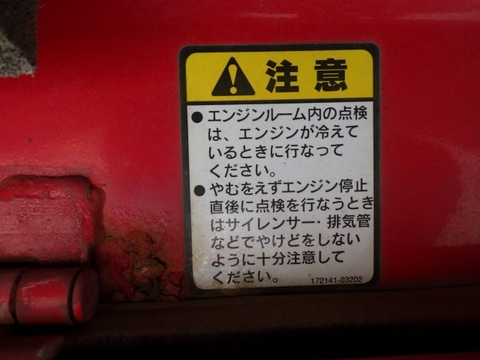 注意
●エンジンルーム内の点検
は、エンジンが冷えて
いるときに行なって
ください。
●やむをえずエンジン停止
直後に点検を行なうとき
はサイレンサー・排気管
などでやけどをしない
ように十分注意して
ください。
172141-03202